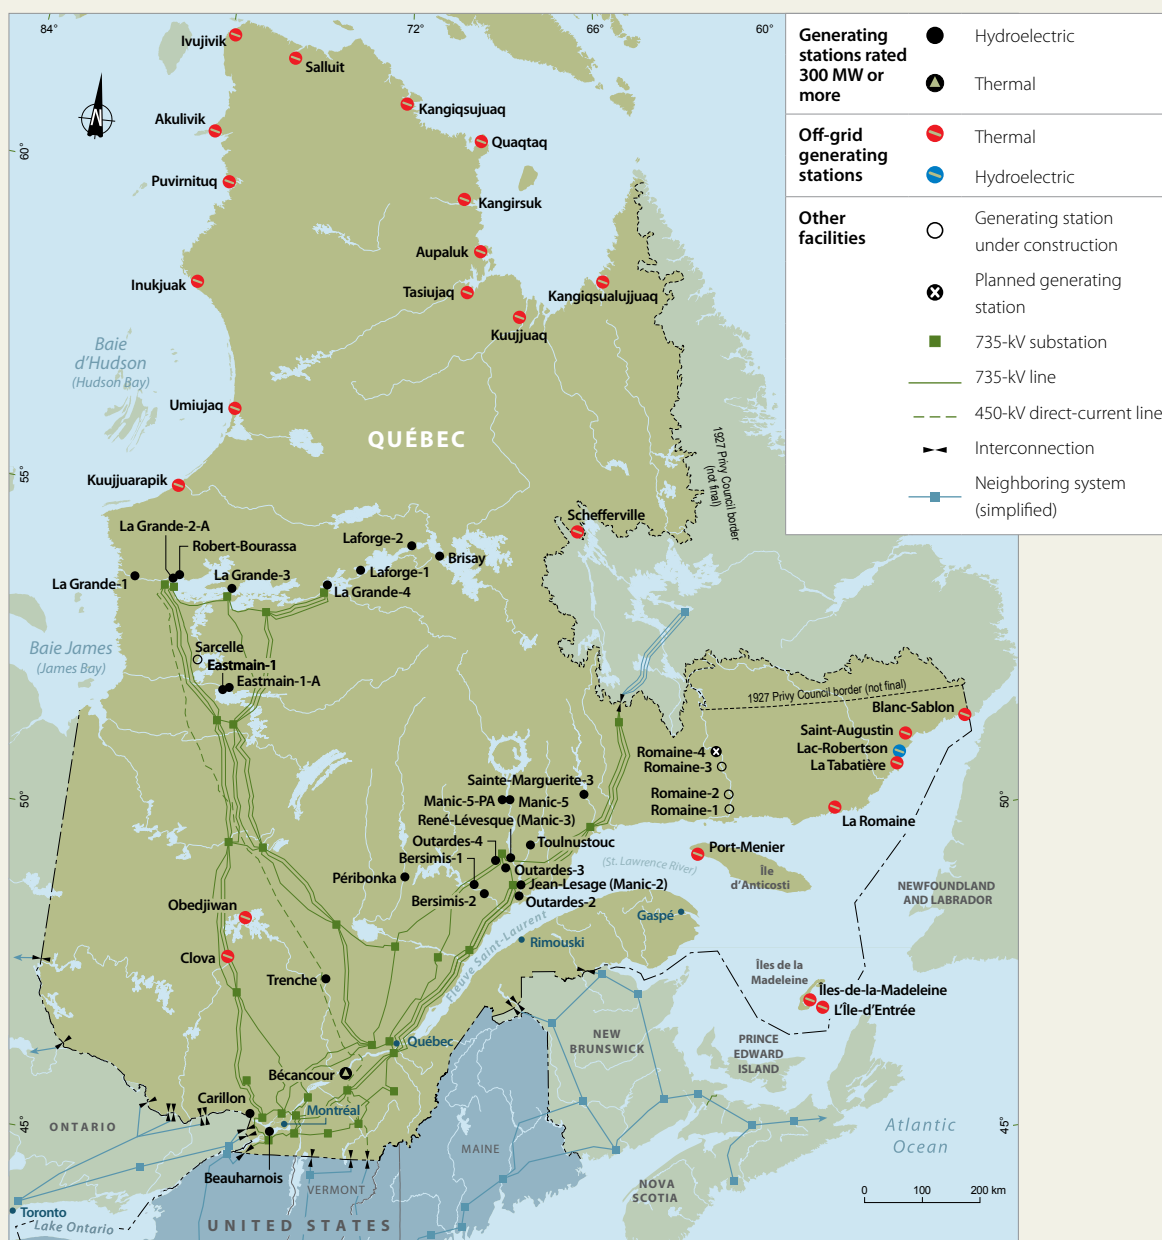 84°
72°
66°
60°
Generating
stations rated
300 MW or
more
Hydroelectric
Thermal
Off-grid
generating
stations
Thermal
Hydroelectric
Other
facilities
Generating station
under construction
Planned generating
station
735-kV substation
735-kV line
450-kV direct-current line
Interconnection
Neighboring system
(simplified)
N
Ivujivik
Salluit
Kangiqsujuaq
Akulivik
Quaqtaq
60°
Puvirnituq
Kangirsuk
Aupaluk
Inukjuak
Tasiujaq
Kangiqsualujjuaq
Kuujjuaq
Baie
d'Hudson
(Hudson Bay)
Umiujaq
QUÉBEC
1927 Privy Council border
(not final)
55°
Kuujjuarapik
Schefferville
La Grande-2-A
Robert-Bourassa
Laforge-2
Brisay
La Grande-1
La Grande-3
Laforge-1
La Grande-4
Baie James
(James Bay)
Sarcelle
Eastmain-1
Eastmain-1-A
1927 Privy Council border (not final)
Blanc-Sablon
Saint-Augustin
Lac-Robertson
La Tabatière
Romaine-4
Romaine-3
Sainte-Marguerite-3
Romaine-2
Romaine-1
50°
50°
Manic-5-PA
Manic-5
La Romaine
René-Lévesque (Manic-3)
Outardes-4
Toulnustouc
Bersimis-1
(St. Lawrence River)
Port-Menier
Île
d'Anticosti
Péribonka
Outardes-3
Jean-Lesage (Manic-2)
Bersimis-2
Outardes-2
NEWFOUNDLAND
AND LABRADOR
Obedjiwan
Gaspé
Rimouski
Fleuve Saint-Laurent
Clova
Trenche
Îles de la
Madeleine
Îles-de-la-Madeleine
L'Île-d'Entrée
Québec
NEW
BRUNSWICK
PRINCE
EDWARD
ISLAND
Bécancour
Carillon
Montréal
45°
45°
ONTARIO
Atlantic
Ocean
MAINE
Beauharnois
VERMONT
NOVA
SCOTIA
0 100 200 km
Toronto
Lake Ontario
UNITED STATES